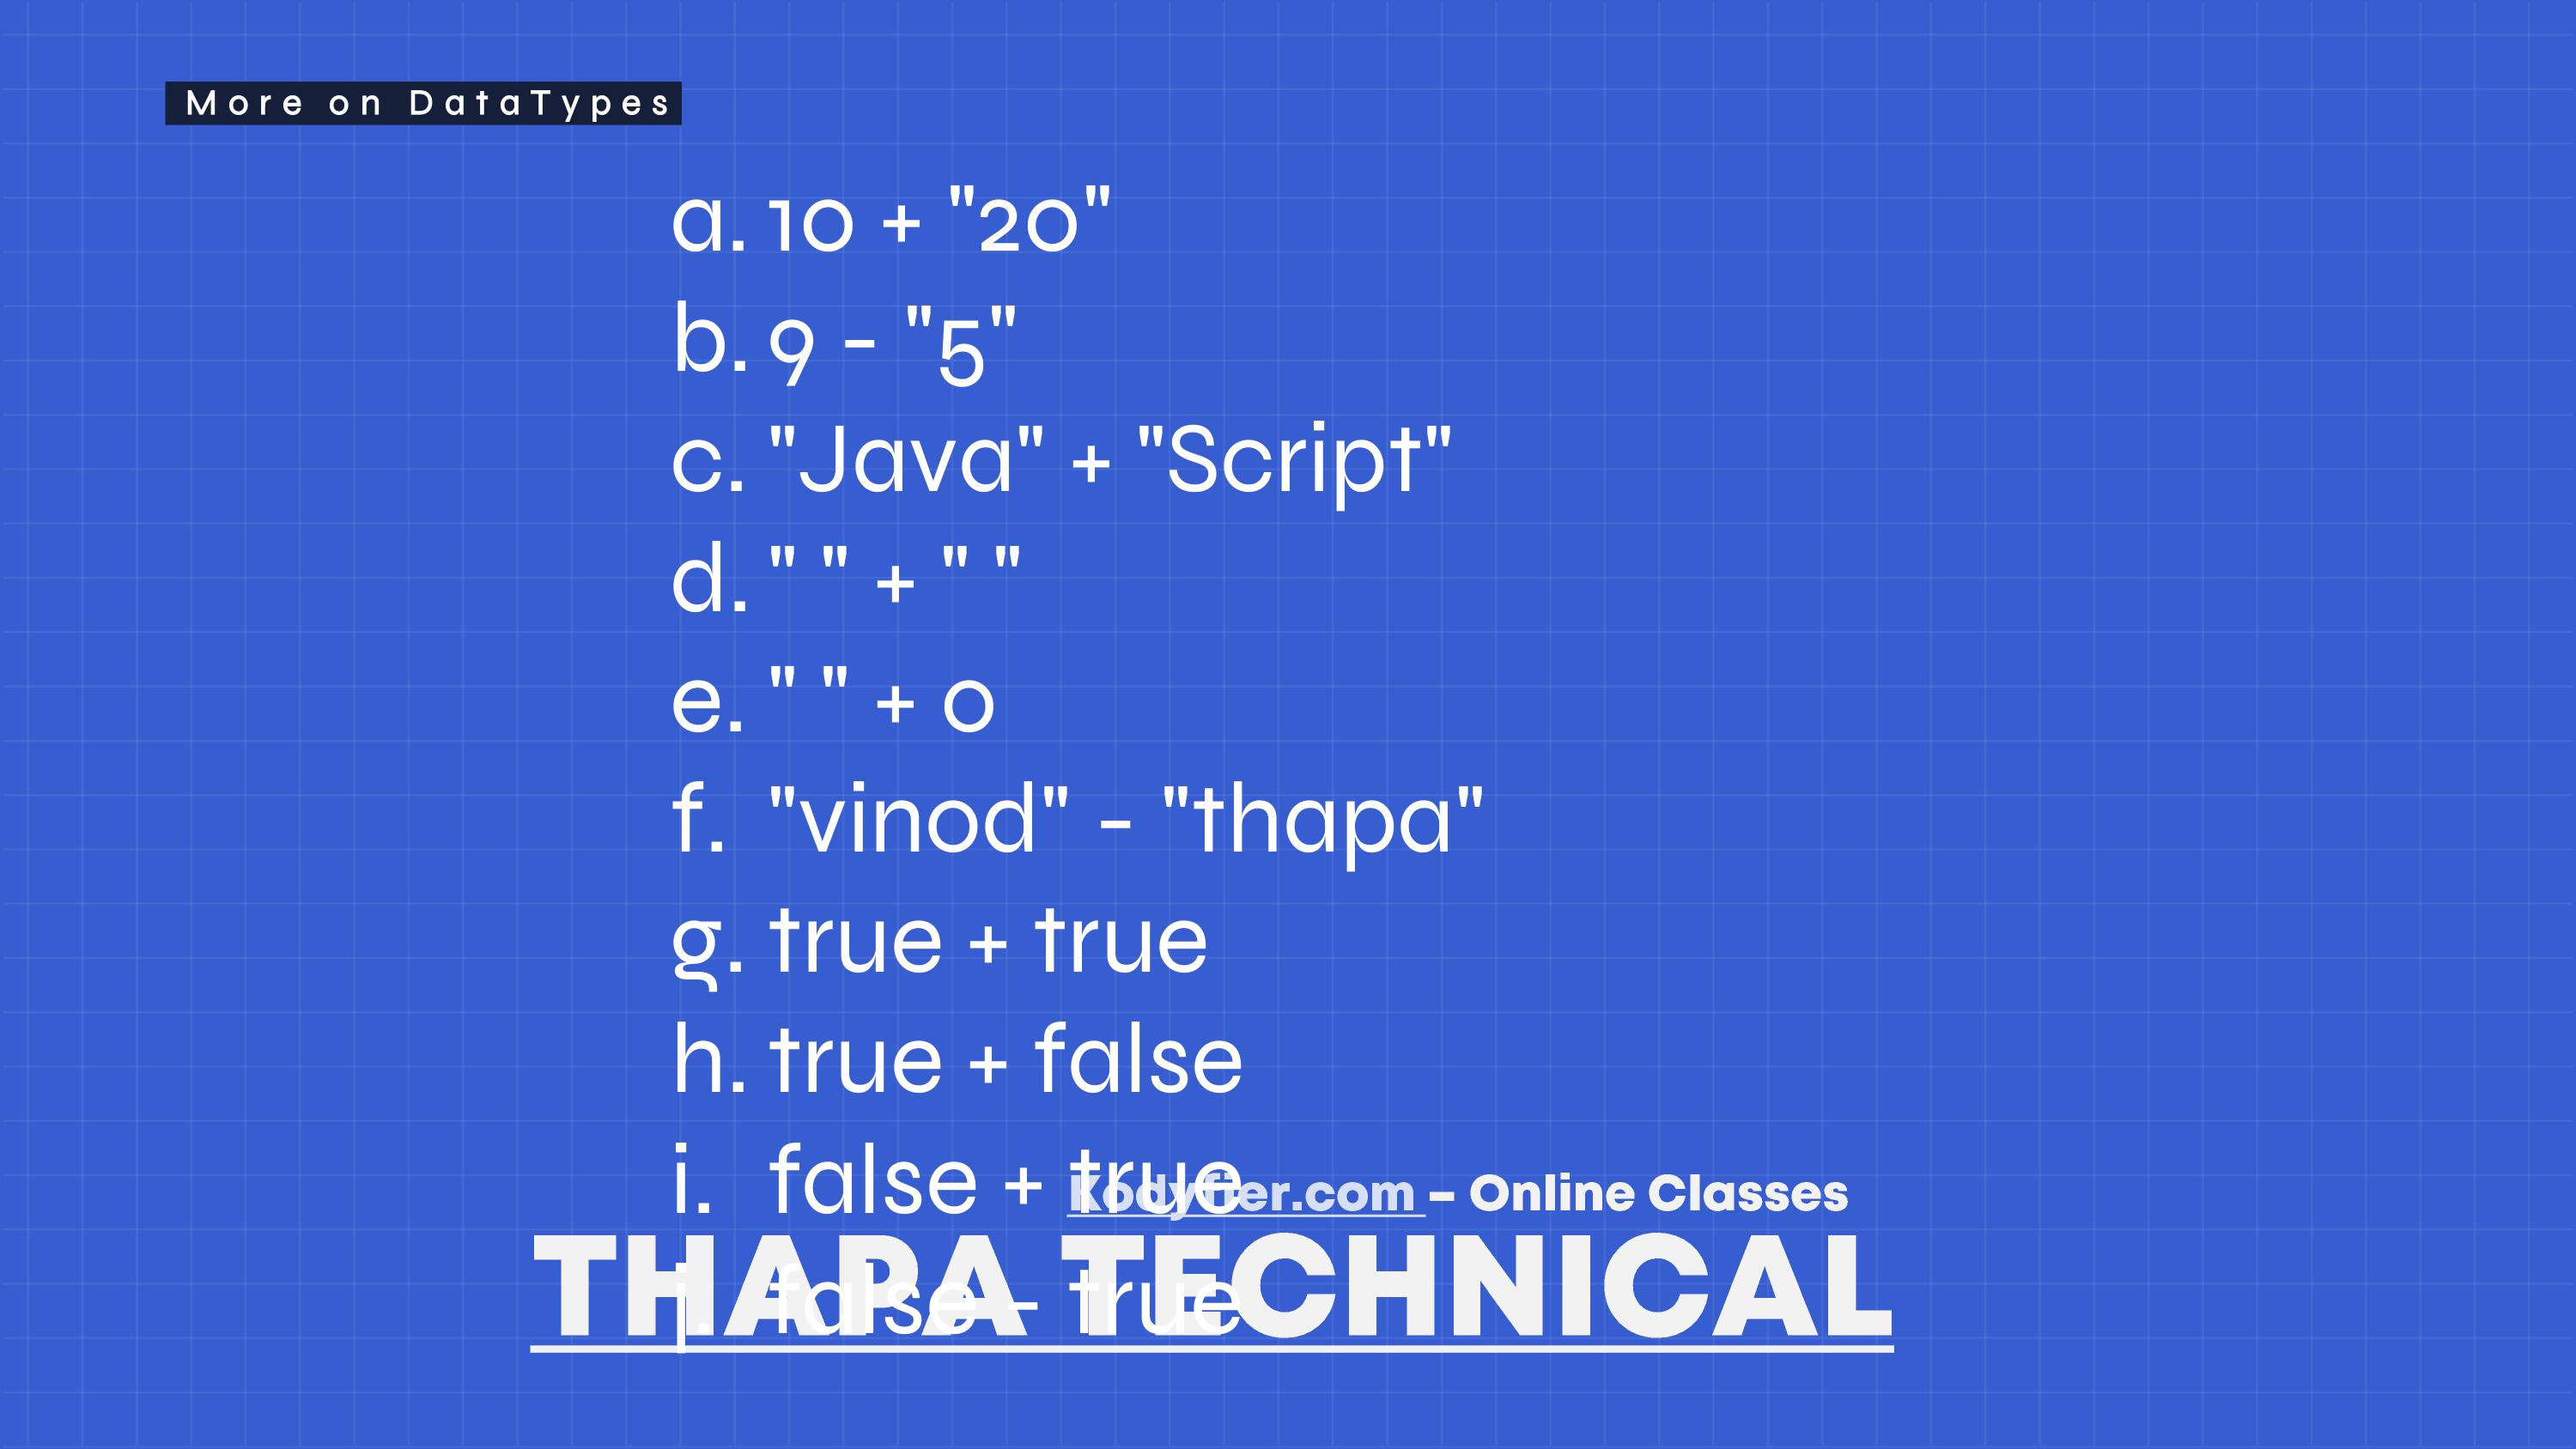 More on DataTypes
a. 10 + "20"
b. 9 - "5"
c. "Java" + "Script"
d. " " + " "
e. " " + 0
f. "vinod" - "thapa"
g. true + true
h. true + false
i. false + true
Kodyfier.com – Online Classes
j. false - true
THAPA TECHNICAL